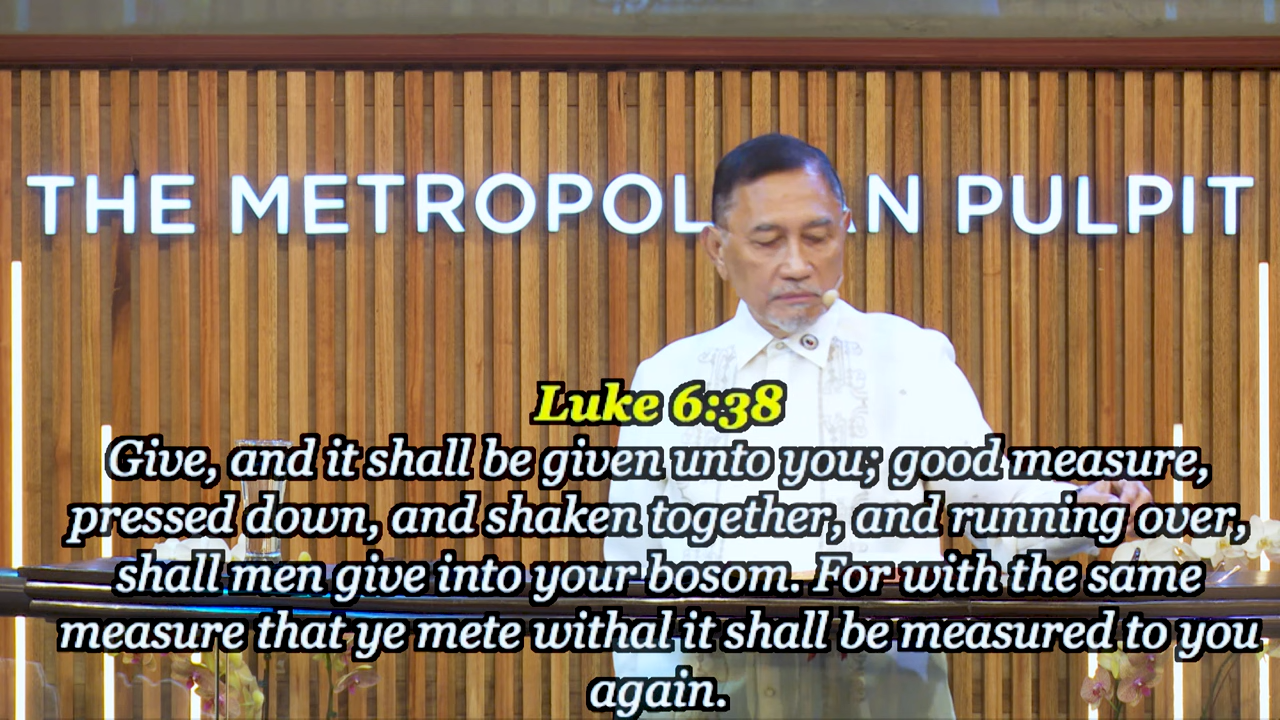 THE METROPOL AN PULPIT
Luke 6:38
Give, and it shall be given unto you; good measure,
pressed down, and shaken together, and running over,
shall men give into your bosom. For with the same
measure that ye mete withal it shall be measured to you
again.